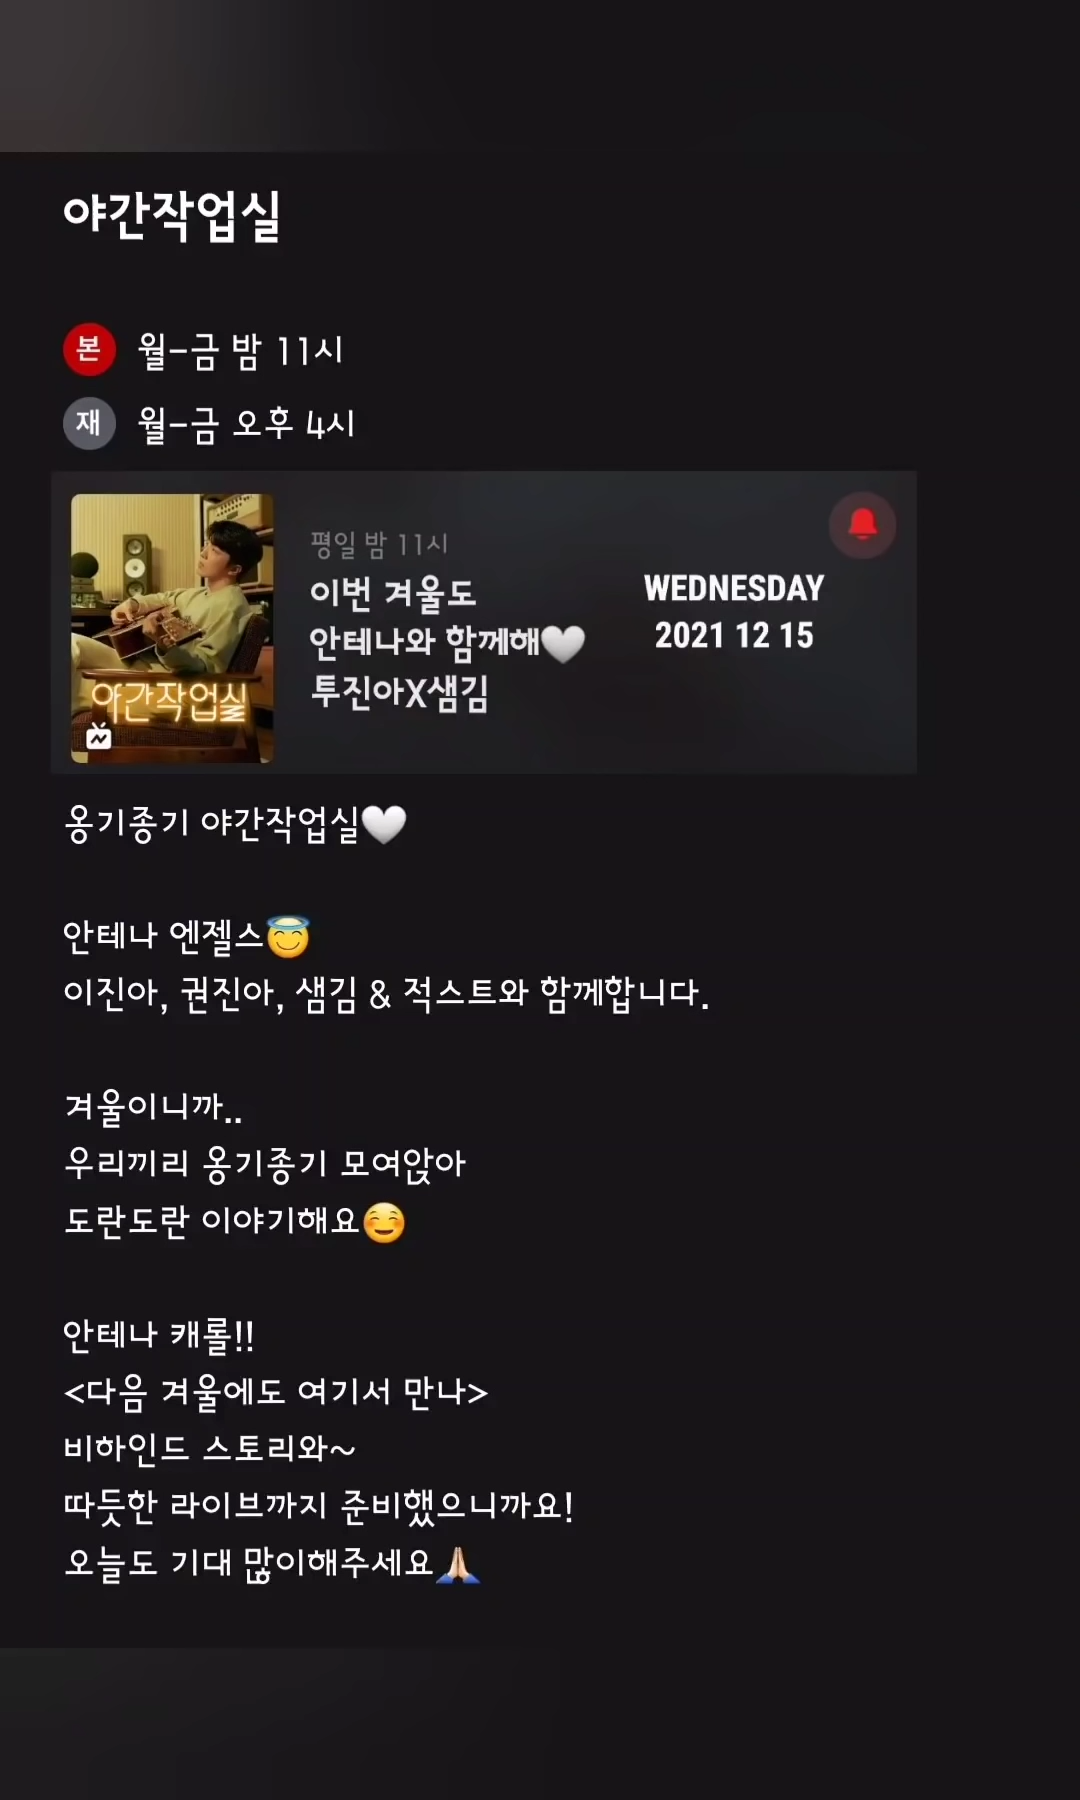 야간작업실
본 월-금 밤 11시
재 월-금 오후 4시
평일 밤 11시
이번 겨울도
안테나와 함께해🤍
투진아X샘김
WEDNESDAY
2021 12 15
야간작업실
옹기종기 야간작업실🤍
안테나 엔젤스😇
이진아, 권진아, 샘김 & 적스트와 함께합니다.
겨울이니까..
우리끼리 옹기종기 모여앉아
도란도란 이야기해요☺️
안테나 캐롤!!
<다음 겨울에도 여기서 만나>
비하인드 스토리와~
따듯한 라이브까지 준비했으니까요!
오늘도 기대 많이해주세요🙏🏻